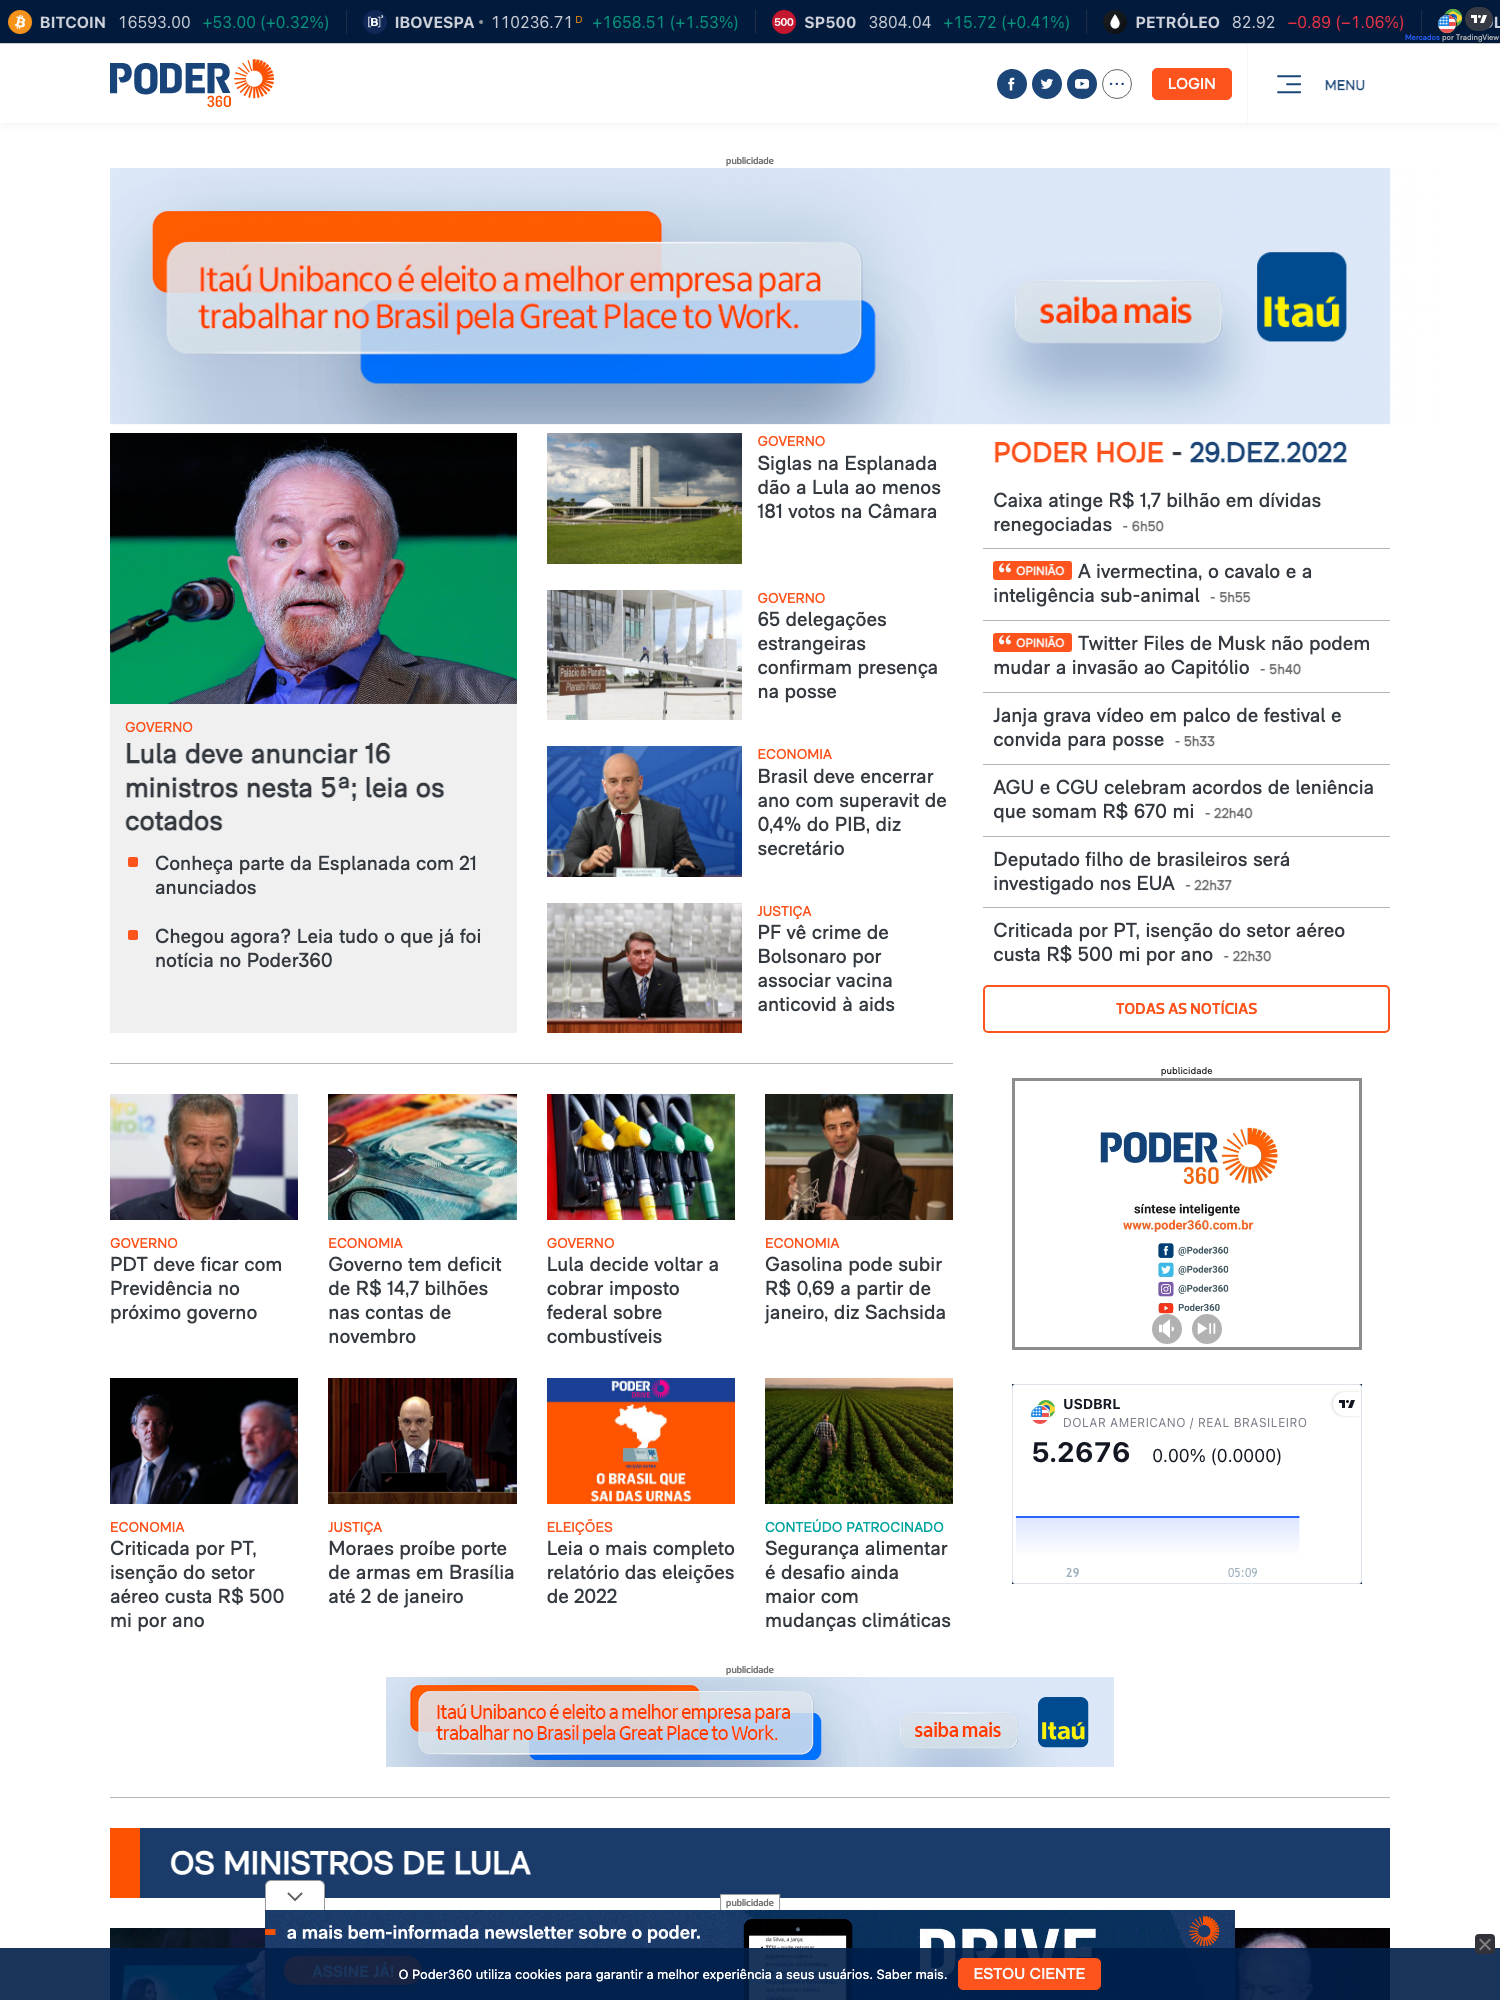 BITCOIN 16593.00 +53.00 (+0.32%)
IBOVESPA 110236.71 D +1658.51 (+1.53%)
500 SP500 3804.04 +15.72 (+0.41%)
PETRÓLEO 82.92 −0.89 (−1.06%)
Mercados por TradingView
PODER
360
LOGIN
MENU
publicidade
Itaú Unibanco é eleito a melhor empresa para
trabalhar no Brasil pela Great Place to Work.
saiba mais
Itaú
GOVERNO
Lula deve anunciar 16
ministros nesta 5ª; leia os
cotados
Conheça parte da Esplanada com 21
anunciados
Chegou agora? Leia tudo o que já foi
notícia no Poder360
GOVERNO
Siglas na Esplanada
dão a Lula ao menos
181 votos na Câmara
Palácio do Planalto
Planalto Palace
GOVERNO
65 delegações
estrangeiras
confirmam presença
na posse
ECONOMIA
Brasil deve encerrar
ano com superavit de
0,4% do PIB, diz
secretário
JUSTIÇA
PF vê crime de
Bolsonaro por
associar vacina
anticovid à aids
PODER HOJE - 29.DEZ.2022
Caixa atinge R$ 1,7 bilhão em dívidas
renegociadas - 6h50
OPINIÃO A ivermectina, o cavalo e a
inteligência sub-animal - 5h55
OPINIÃO Twitter Files de Musk não podem
mudar a invasão ao Capitólio - 5h40
Janja grava vídeo em palco de festival e
convida para posse - 5h33
AGU e CGU celebram acordos de leniência
que somam R$ 670 mi - 22h40
Deputado filho de brasileiros será
investigado nos EUA - 22h37
Criticada por PT, isenção do setor aéreo
custa R$ 500 mi por ano - 22h30
TODAS AS NOTÍCIAS
GOVERNO
PDT deve ficar com
Previdência no
próximo governo
ECONOMIA
Governo tem deficit
de R$ 14,7 bilhões
nas contas de
novembro
GOVERNO
Lula decide voltar a
cobrar imposto
federal sobre
combustíveis
ECONOMIA
Gasolina pode subir
R$ 0,69 a partir de
janeiro, diz Sachsida
publicidade
PODER
360
síntese inteligente
www.poder360.com.br
@Poder360
@Poder360
@Poder360
Poder360
ECONOMIA
Criticada por PT,
isenção do setor
aéreo custa R$ 500
mi por ano
JUSTIÇA
Moraes proíbe porte
de armas em Brasília
até 2 de janeiro
PODER
DRIVE
O BRASIL QUE
SAI DAS URNAS
ELEIÇÕES
Leia o mais completo
relatório das eleições
de 2022
CONTEÚDO PATROCINADO
Segurança alimentar
é desafio ainda
maior com
mudanças climáticas
USDBRL
DOLAR AMERICANO / REAL BRASILEIRO
5.2676 0.00% (0.0000)
29 05:09
publicidade
Itaú Unibanco é eleito a melhor empresa para
trabalhar no Brasil pela Great Place to Work.
saiba mais
Itaú
OS MINISTROS DE LULA
publicidade
a mais bem-informada newsletter sobre o poder.
DRIVE
ASSINE JÁ!
O Poder360 utiliza cookies para garantir a melhor experiência a seus usuários. Saber mais.
ESTOU CIENTE